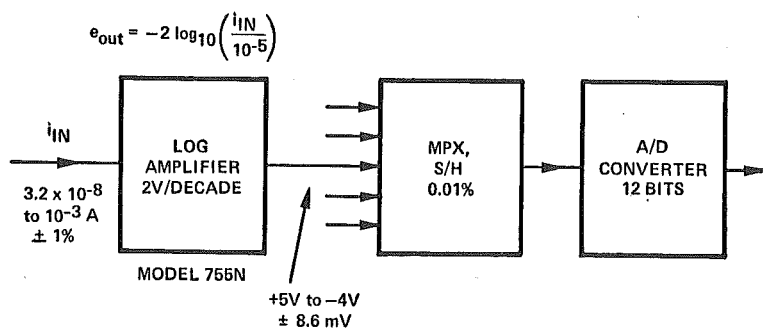 e_out = −2 log₁₀(i_IN / 10⁻⁵)
i_IN
3.2 x 10⁻⁸
to 10⁻³ A
± 1%
LOG
AMPLIFIER
2V/DECADE
MODEL 755N
+5V to −4V
± 8.6 mV
MPX,
S/H
0.01%
A/D
CONVERTER
12 BITS